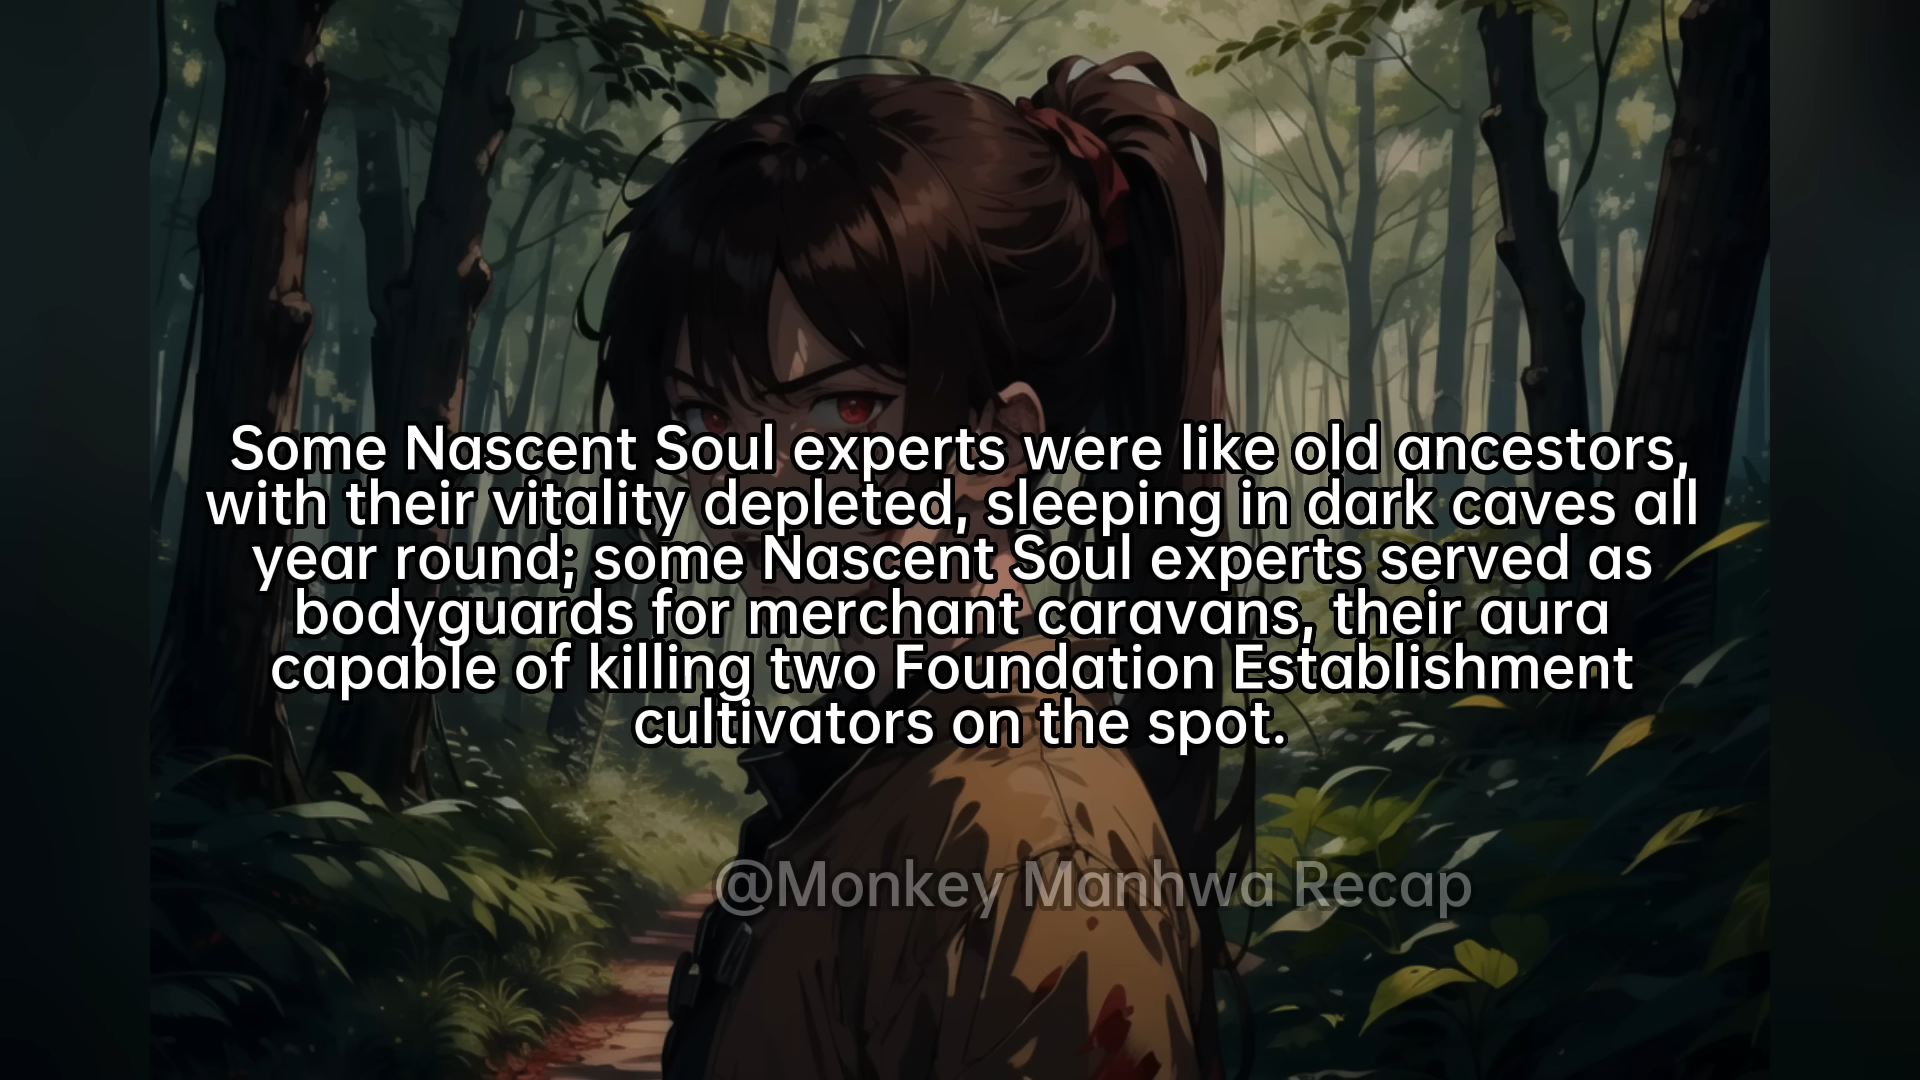 Some Nascent Soul experts were like old ancestors,
with their vitality depleted, sleeping in dark caves all
year round; some Nascent Soul experts served as
bodyguards for merchant caravans, their aura
capable of killing two Foundation Establishment
cultivators on the spot.
@Monkey Manhwa Recap